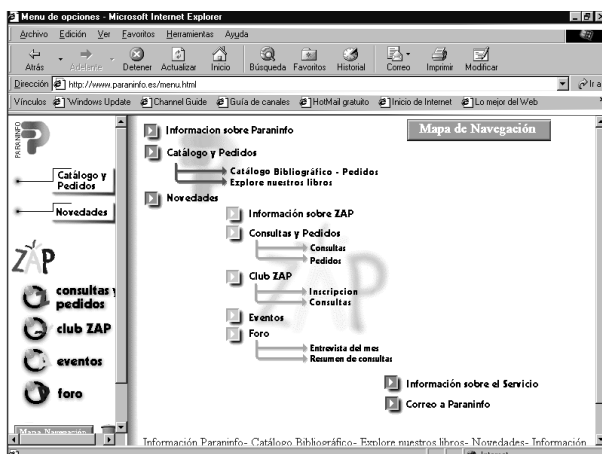 Menu de opciones - Microsoft Internet Explorer
Archivo Edición Ver Favoritos Herramientas Ayuda
Atrás Adelante Detener Actualizar Inicio Búsqueda Favoritos Historial Correo Imprimir Modificar
Dirección http://www.paraninfo.es/menu.html Ir a
Vínculos Windows Update Channel Guide Guía de canales HotMail gratuito Inicio de Internet Lo mejor del Web
PARANINFO
Catálogo y
Pedidos
Novedades
ZAP
consultas y
pedidos
club ZAP
eventos
foro
Mapa Navegación
Informacion sobre Paraninfo
Mapa de Navegación
Catálogo y Pedidos
Catálogo Bibliográfico - Pedidos
Explore nuestros libros
Novedades
Información sobre ZAP
Consultas y Pedidos
Consultas
Pedidos
Club ZAP
Inscripcion
Consultas
ZAP
Eventos
Foro
Entrevista del mes
Resumen de consultas
Información sobre el Servicio
Correo a Paraninfo
Información Paraninfo- Catálogo Bibliográfico- Explore nuestros libros- Novedades- Información
Internet